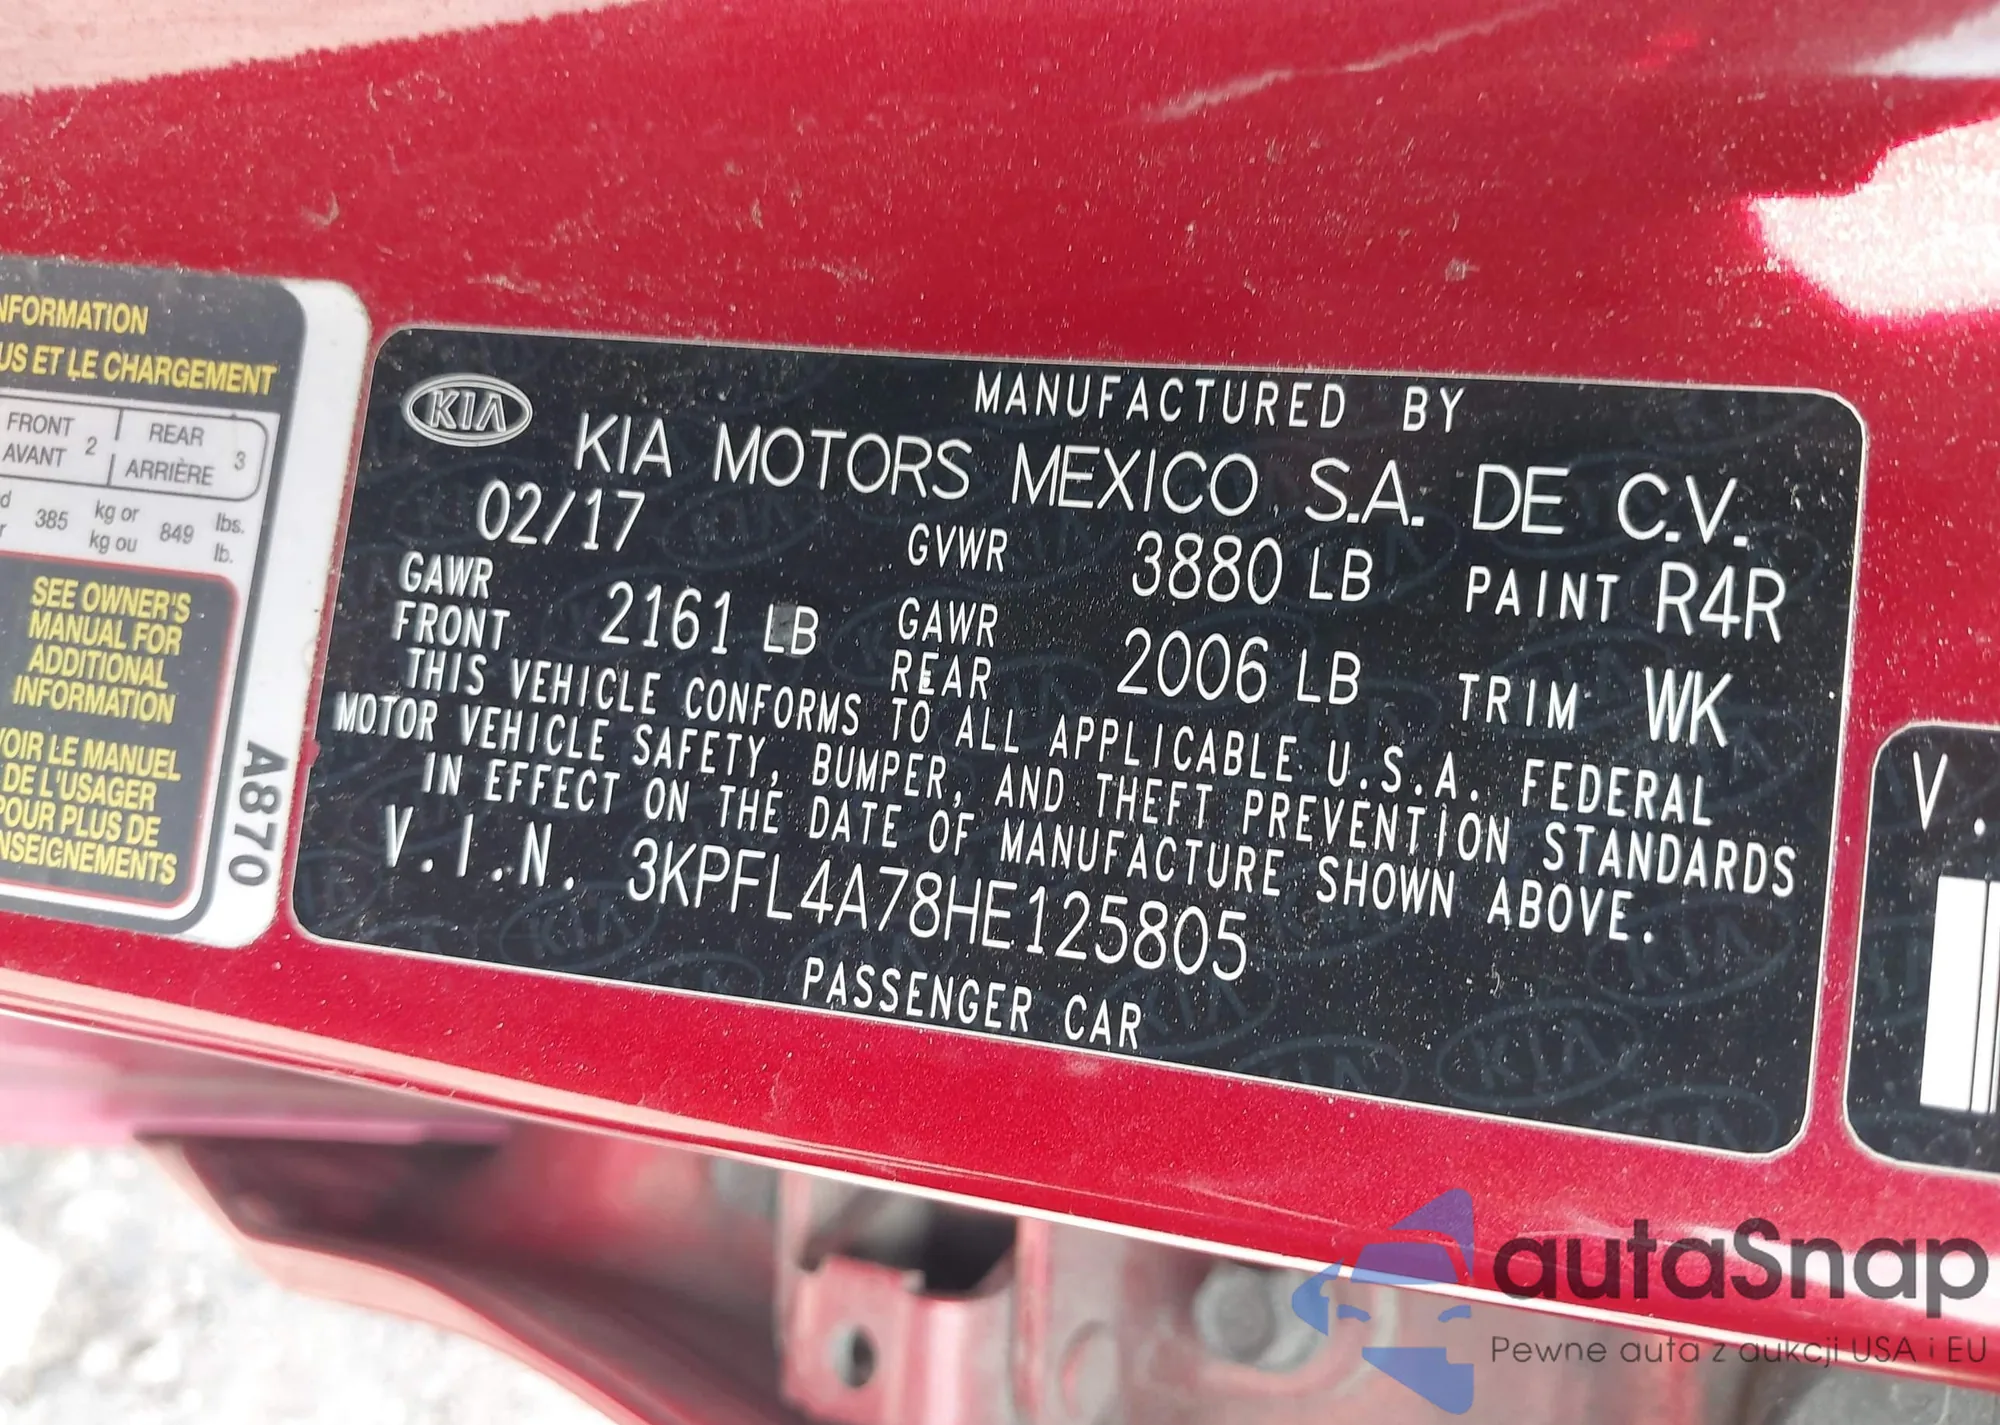 NFORMATION
US ET LE CHARGEMENT
FRONT
AVANT 2
REAR
ARRIÈRE 3
385 kg or 849 lbs.
kg ou lb.
SEE OWNER'S
MANUAL FOR
ADDITIONAL
INFORMATION
VOIR LE MANUEL
DE L'USAGER
POUR PLUS DE
NSEIGNEMENTS
A870
KIA
MANUFACTURED BY
KIA MOTORS MEXICO S.A. DE C.V.
02/17 GVWR 3880 LB PAINT R4R
GAWR
FRONT 2161 LB GAWR
REAR 2006 LB TRIM WK
THIS VEHICLE CONFORMS TO ALL APPLICABLE U.S.A. FEDERAL
MOTOR VEHICLE SAFETY, BUMPER, AND THEFT PREVENTION STANDARDS
IN EFFECT ON THE DATE OF MANUFACTURE SHOWN ABOVE.
V.I.N. 3KPFL4A78HE125805
PASSENGER CAR
V.
autaSnap
Pewne auta z aukcji USA i EU